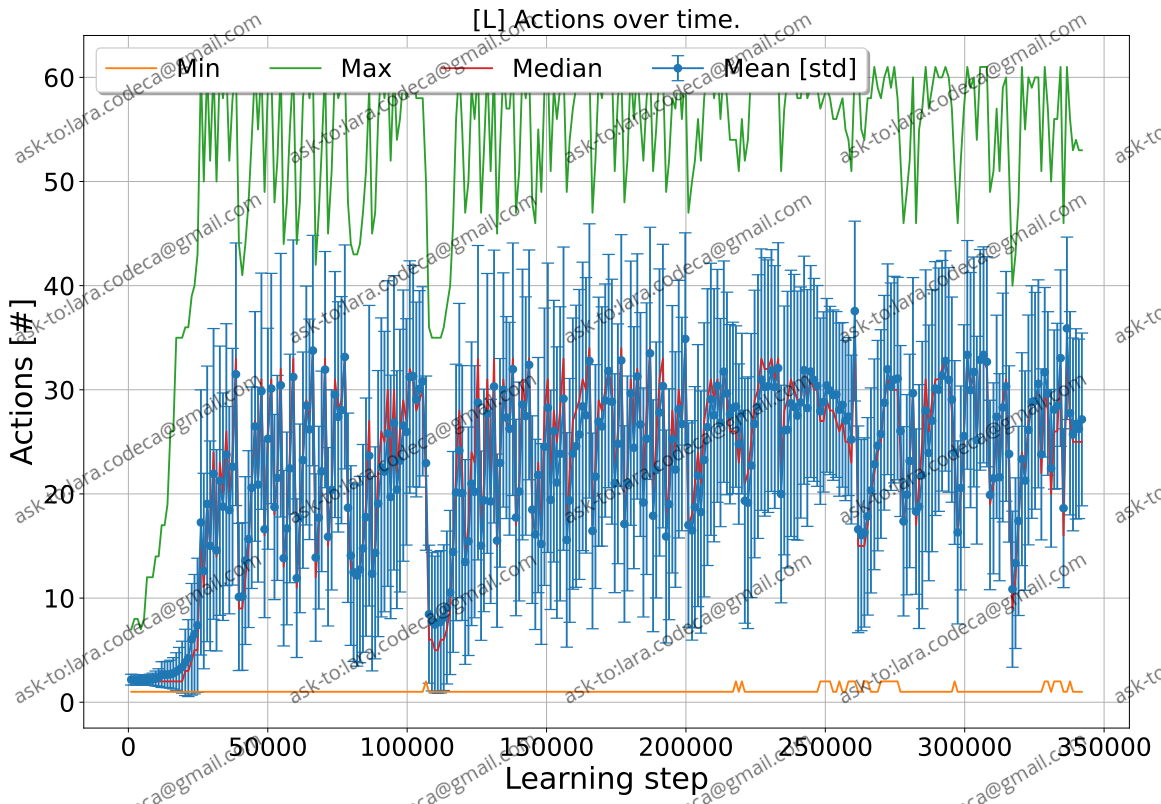 [L] Actions over time.
Min Max Median Mean [std]
60
50
40
30
20
10
0
Actions [#]
0 50000 100000 150000 200000 250000 300000 350000
Learning step
ask-to:lara.codeca@gmail.com